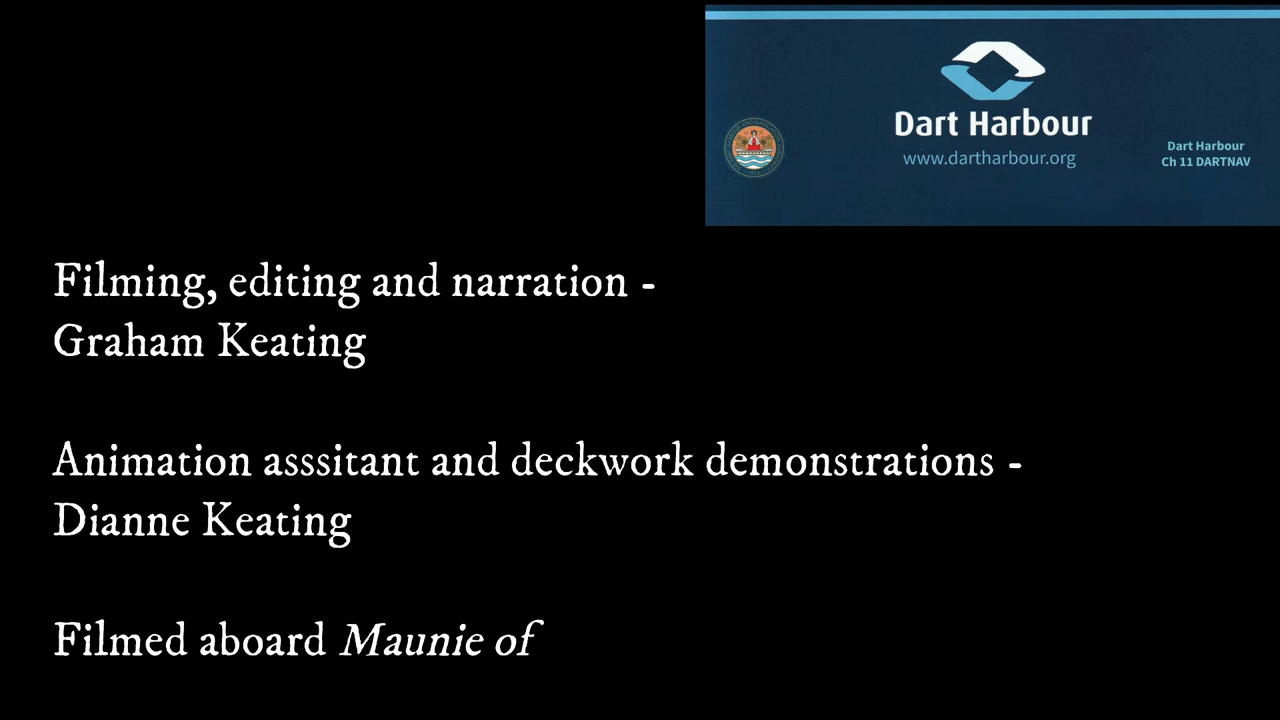 Dart Harbour
www.dartharbour.org
Dart Harbour
Ch 11 DARTNAV
Filming, editing and narration -
Graham Keating
Animation asssitant and deckwork demonstrations -
Dianne Keating
Filmed aboard Maunie of